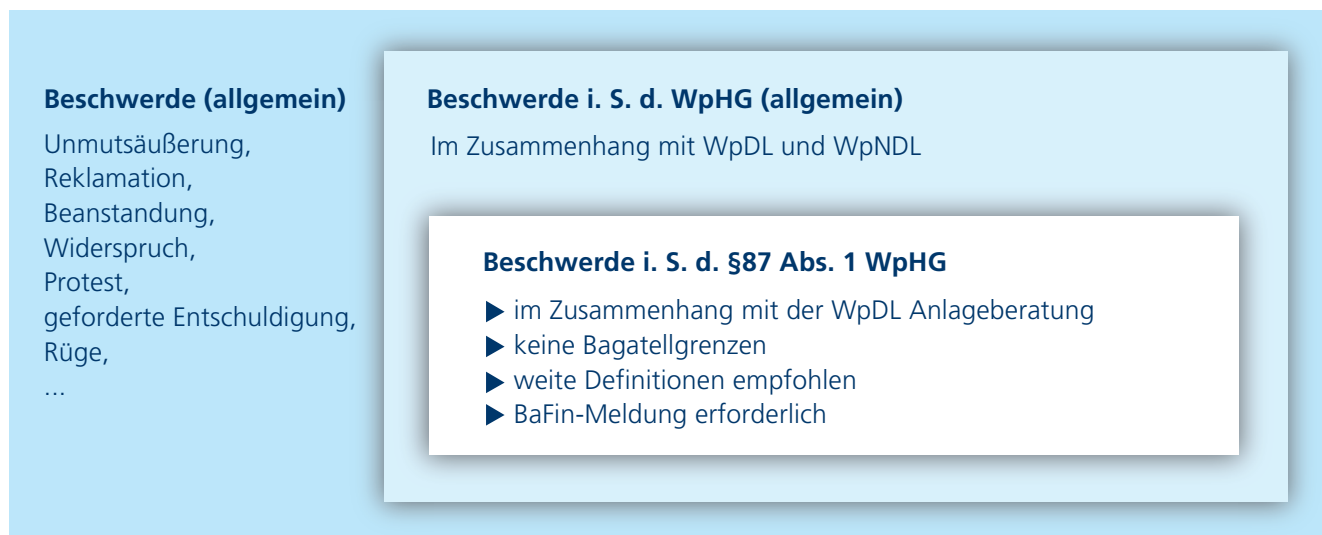 Beschwerde (allgemein)
Unmutsäußerung,
Reklamation,
Beanstandung,
Widerspruch,
Protest,
geforderte Entschuldigung,
Rüge,
...
Beschwerde i. S. d. WpHG (allgemein)
Im Zusammenhang mit WpDL und WpNDL
Beschwerde i. S. d. §87 Abs. 1 WpHG
▶ im Zusammenhang mit der WpDL Anlageberatung
▶ keine Bagatellgrenzen
▶ weite Definitionen empfohlen
▶ BaFin-Meldung erforderlich